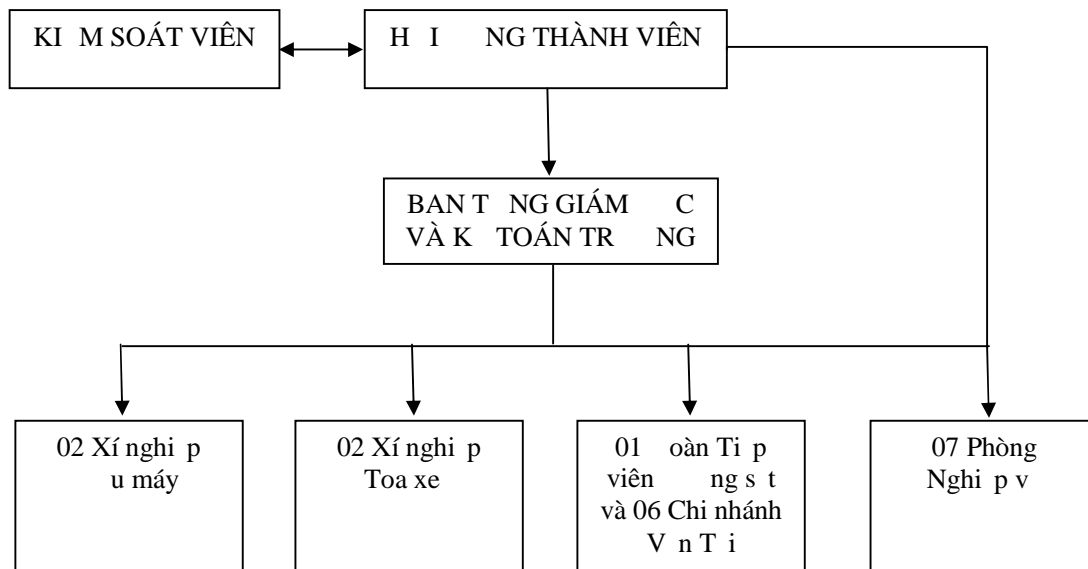 KI M SOÁT VIÊN
H I NG THÀNH VIÊN
BAN T NG GIÁM C
VÀ K TOÁN TR NG
02 Xí nghi p
u máy
02 Xí nghi p
Toa xe
01 oàn Ti p
viên ng s t
và 06 Chi nhánh
V n T i
07 Phòng
Nghi p v